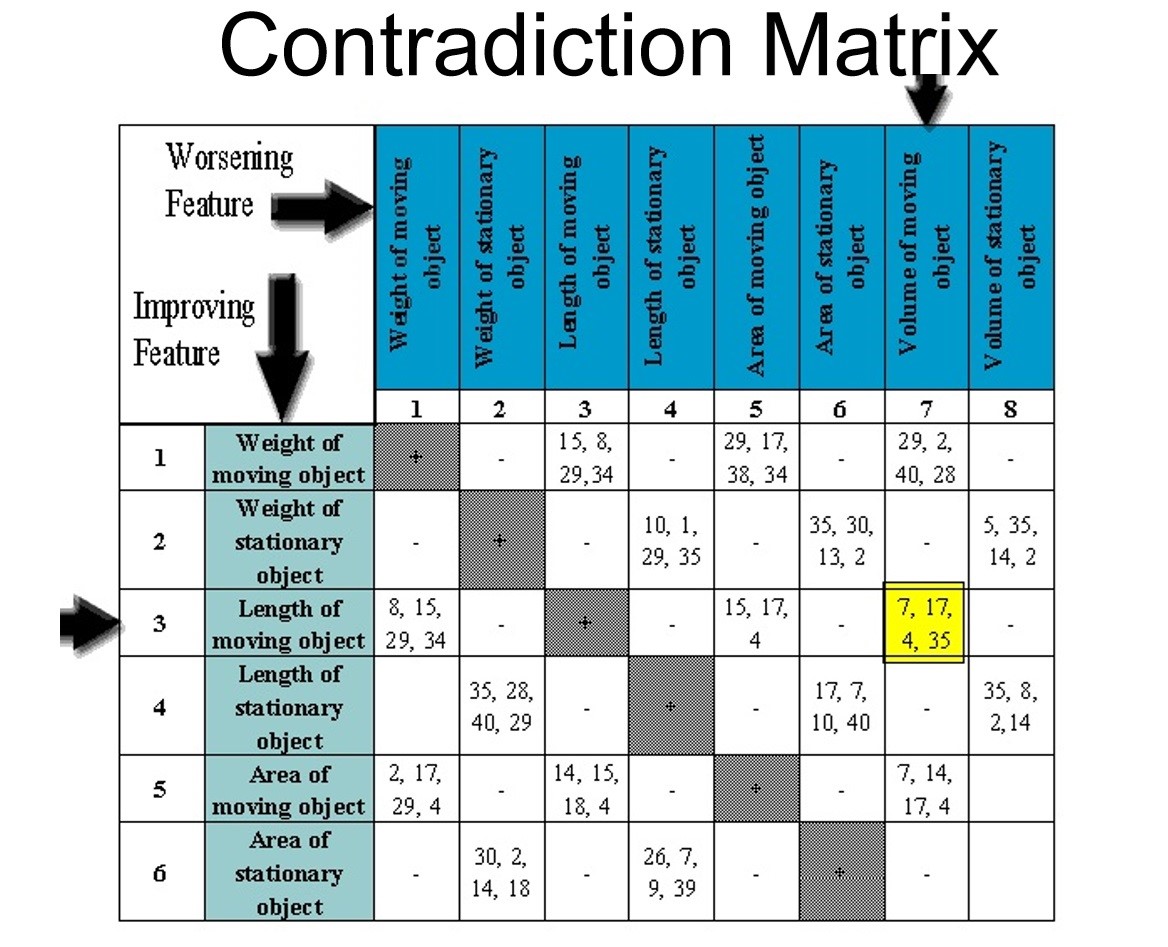 Contradiction Matrix
Worsening
Feature
Improving
Feature
Weight of moving
object
Weight of stationary
object
Length of moving
object
Length of stationary
object
Area of moving object
Area of stationary
object
Volume of moving
object
Volume of stationary
object
1 2 3 4 5 6 7 8
1
Weight of
moving object
+
-
15, 8,
29,34
-
29, 17,
38, 34
-
29, 2,
40, 28
-
2
Weight of
stationary
object
-
+
-
10, 1,
29, 35
-
35, 30,
13, 2
-
5, 35,
14, 2
3
Length of
moving object
8, 15,
29, 34
-
+
-
15, 17,
4
-
7, 17,
4, 35
-
4
Length of
stationary
object
35, 28,
40, 29
-
+
-
17, 7,
10, 40
-
35, 8,
2,14
5
Area of
moving object
2, 17,
29, 4
-
14, 15,
18, 4
-
+
-
7, 14,
17, 4
6
Area of
stationary
object
-
30, 2,
14, 18
-
26, 7,
9, 39
-
+
-